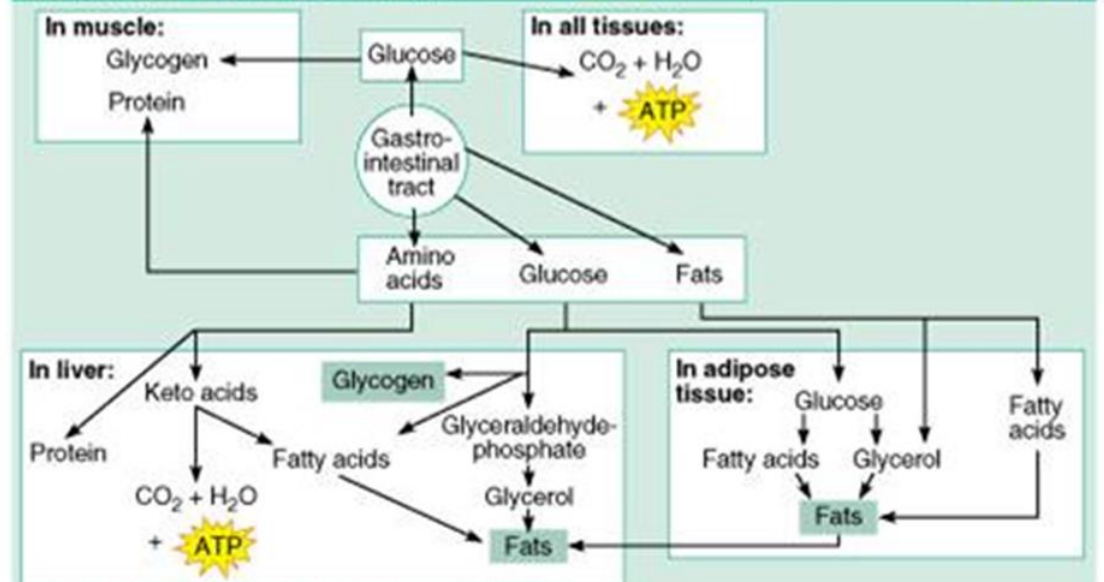 In muscle:
Glycogen
Protein
Glucose
In all tissues:
CO₂ + H₂O
+ ATP
Gastro-
intestinal
tract
Amino
acids
Glucose
Fats
In liver:
Keto acids
Protein
CO₂ + H₂O
+ ATP
Glycogen
Fatty acids
Glyceraldehyde-
phosphate
Glycerol
Fats
In adipose
tissue:
Glucose
Fatty acids
Glycerol
Fatty
acids
Fats